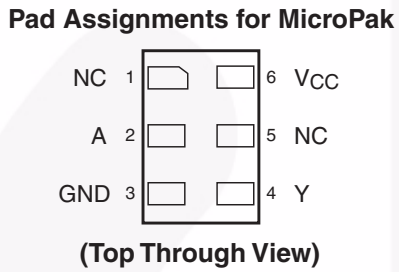 Pad Assignments for MicroPak
NC 1 6 VCC
A 2 5 NC
GND 3 4 Y
(Top Through View)